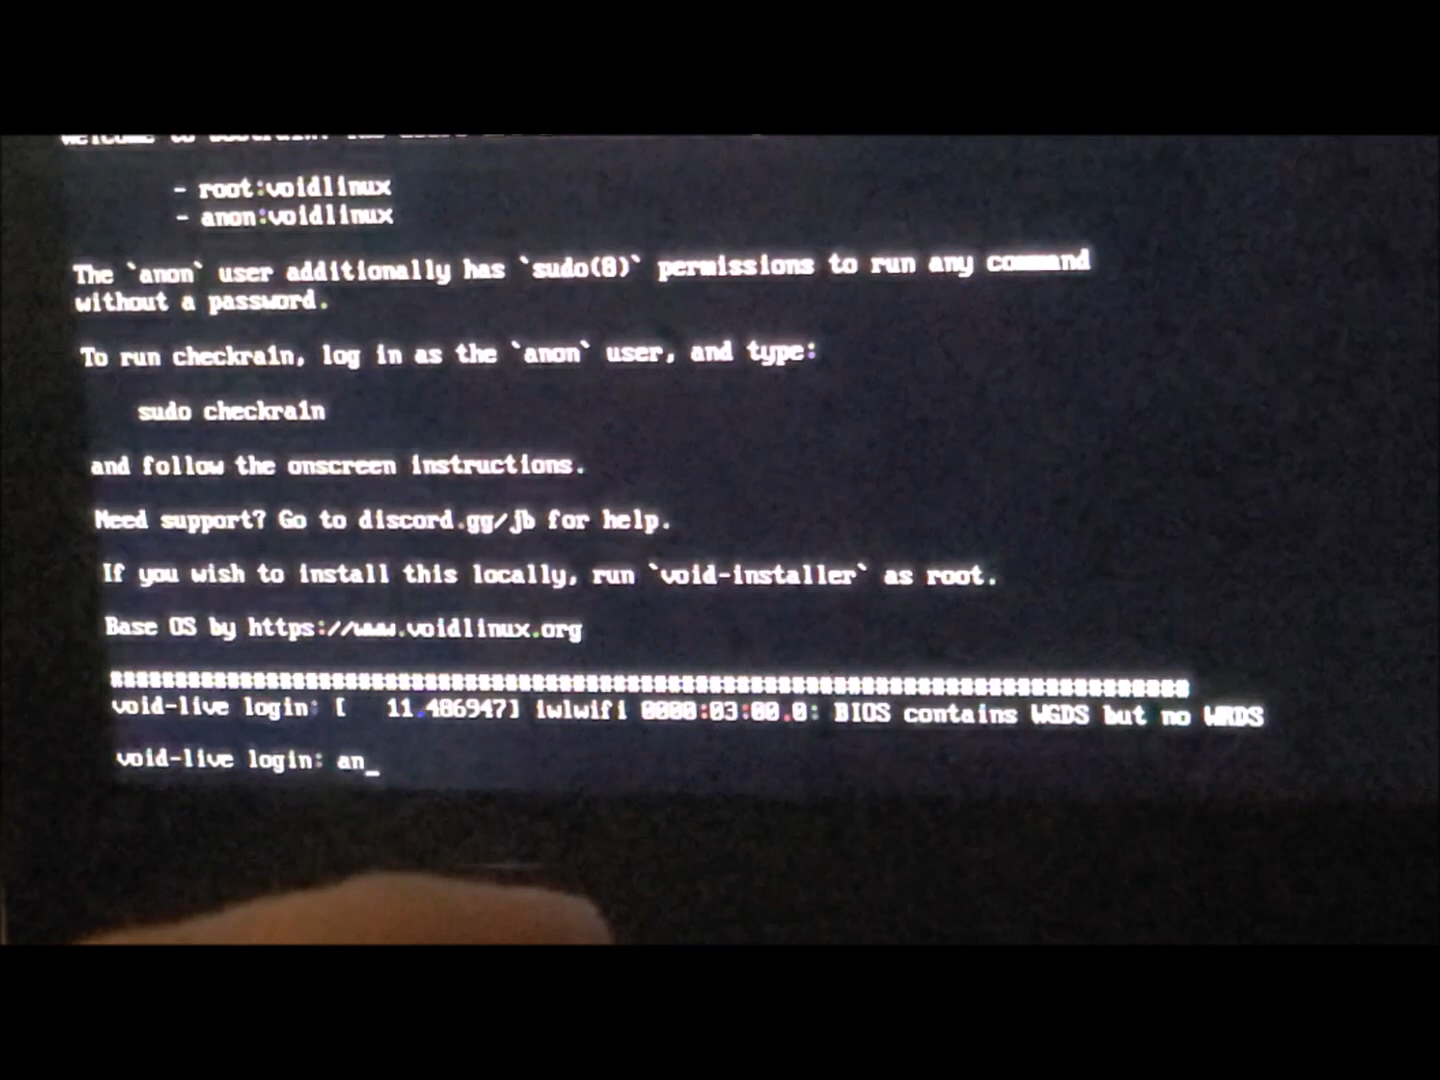 - root:voidlinux
- anon:voidlinux
The `anon` user additionally has `sudo(8)` permissions to run any command
without a password.
To run checkra1n, log in as the `anon` user, and type:
sudo checkra1n
and follow the onscreen instructions.
Need support? Go to discord.gg/jb for help.
If you wish to install this locally, run `void-installer` as root.
Base OS by https://www.voidlinux.org
void-live login: [   11.486947] iwlwifi 0000:03:00.0: BIOS contains WGDS but no WRDS
void-live login: an_